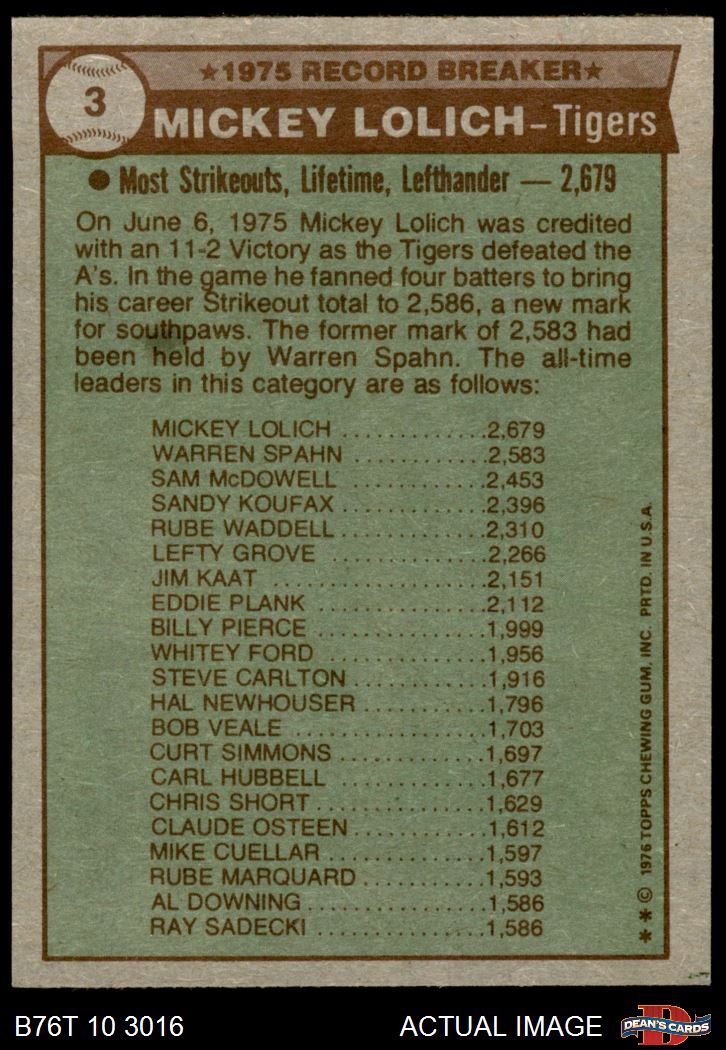 3
★1975 RECORD BREAKER★
MICKEY LOLICH–Tigers
● Most Strikeouts, Lifetime, Lefthander — 2,679
On June 6, 1975 Mickey Lolich was credited
with an 11-2 Victory as the Tigers defeated the
A's. In the game he fanned four batters to bring
his career Strikeout total to 2,586, a new mark
for southpaws. The former mark of 2,583 had
been held by Warren Spahn. The all-time
leaders in this category are as follows:
MICKEY LOLICH ............2,679
WARREN SPAHN ............2,583
SAM McDOWELL ............2,453
SANDY KOUFAX ............2,396
RUBE WADDELL ............2,310
LEFTY GROVE ............2,266
JIM KAAT ............2,151
EDDIE PLANK ............2,112
BILLY PIERCE ............1,999
WHITEY FORD ............1,956
STEVE CARLTON ............1,916
HAL NEWHOUSER ............1,796
BOB VEALE ............1,703
CURT SIMMONS ............1,697
CARL HUBBELL ............1,677
CHRIS SHORT ............1,629
CLAUDE OSTEEN ............1,612
MIKE CUELLAR ............1,597
RUBE MARQUARD ............1,593
AL DOWNING ............1,586
RAY SADECKI ............1,586
** © 1976 TOPPS CHEWING GUM, INC. PRTD. IN U.S.A.
B76T 10 3016
ACTUAL IMAGE
D
DEAN'S CARDS